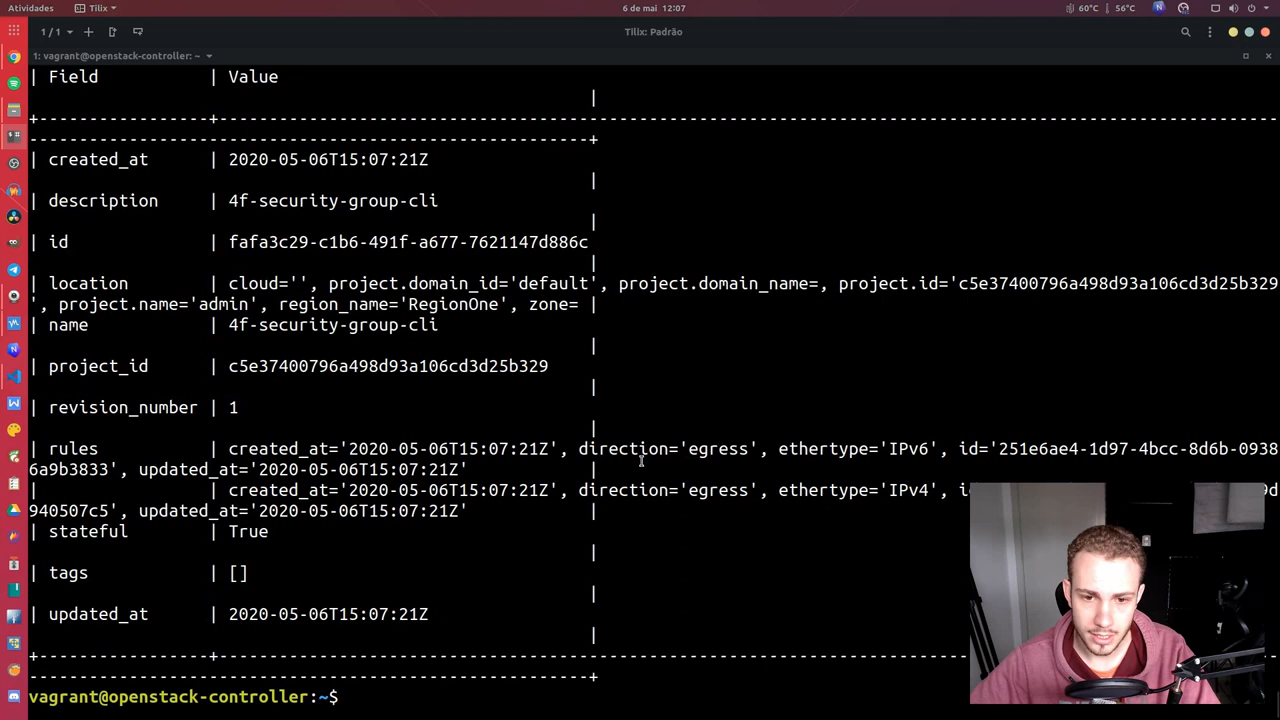 Atividades Tilix 6 de mai 12:07 60°C 56°C
1 / 1 Tilix: Padrão
1: vagrant@openstack-controller: ~
| Field | Value
|
+-----------------+---------------------------------------------------------------------------------------------------------
-------------------------------------------------------+
| created_at | 2020-05-06T15:07:21Z
|
| description | 4f-security-group-cli
|
| id | fafa3c29-c1b6-491f-a677-7621147d886c
|
| location | cloud='', project.domain_id='default', project.domain_name=, project.id='c5e37400796a498d93a106cd3d25b329
', project.name='admin', region_name='RegionOne', zone= |
| name | 4f-security-group-cli
|
| project_id | c5e37400796a498d93a106cd3d25b329
|
| revision_number | 1
|
| rules | created_at='2020-05-06T15:07:21Z', direction='egress', ethertype='IPv6', id='251e6ae4-1d97-4bcc-8d6b-0938
6a9b3833', updated_at='2020-05-06T15:07:21Z' |
| | created_at='2020-05-06T15:07:21Z', direction='egress', ethertype='IPv4',
940507c5', updated_at='2020-05-06T15:07:21Z' |
| stateful | True
|
| tags | []
|
| updated_at | 2020-05-06T15:07:21Z
|
+-----------------+---------------------------------------------------------------------------------------------------------
-------------------------------------------------------+
vagrant@openstack-controller:~$